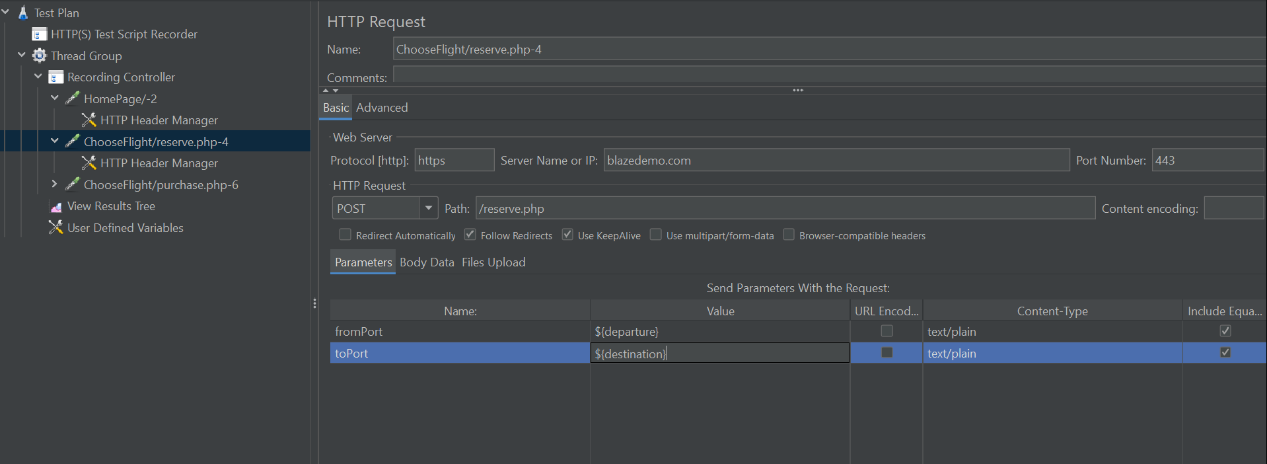 Test Plan
HTTP(S) Test Script Recorder
Thread Group
Recording Controller
HomePage/-2
HTTP Header Manager
ChooseFlight/reserve.php-4
HTTP Header Manager
ChooseFlight/purchase.php-6
View Results Tree
User Defined Variables
HTTP Request
Name: ChooseFlight/reserve.php-4
Comments:
Basic Advanced
Web Server
Protocol [http]: https Server Name or IP: blazedemo.com Port Number: 443
HTTP Request
POST Path: /reserve.php Content encoding:
Redirect Automatically Follow Redirects Use KeepAlive Use multipart/form-data Browser-compatible headers
Parameters Body Data Files Upload
Send Parameters With the Request:
Name: Value URL Encod... Content-Type Include Equa...
fromPort ${departure} text/plain
toPort ${destination} text/plain